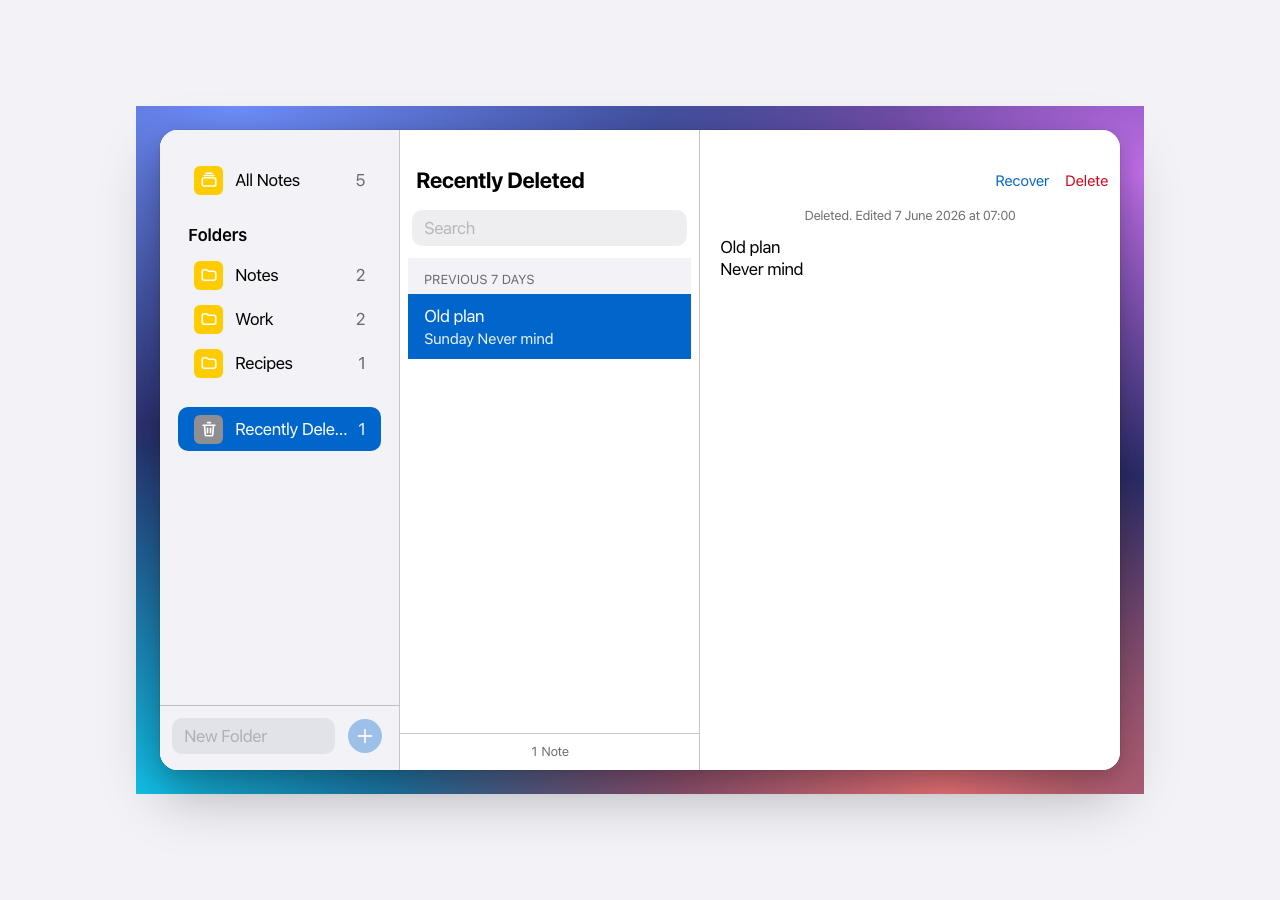 All Notes 5
Folders
Notes 2
Work 2
Recipes 1
Recently Dele... 1
New Folder
Recently Deleted
Search
PREVIOUS 7 DAYS
Old plan
Sunday Never mind
1 Note
Recover Delete
Deleted. Edited 7 June 2026 at 07:00
Old plan
Never mind